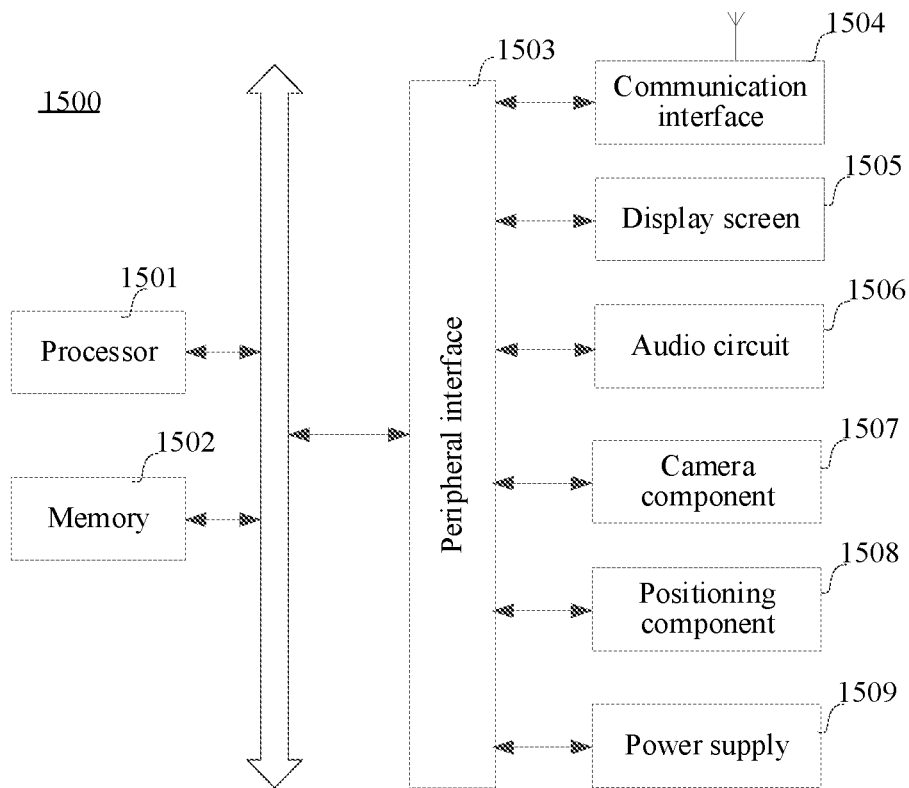 1500
1501
Processor
1502
Memory
1503
Peripheral interface
1504
Communication
interface
1505
Display screen
1506
Audio circuit
1507
Camera
component
1508
Positioning
component
1509
Power supply